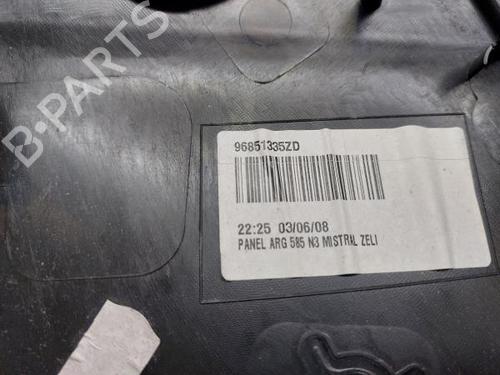 B-PARTS
96851335ZD
22:25 03/06/08
PANEL ARG 585 N3 MISTRAL ZELI